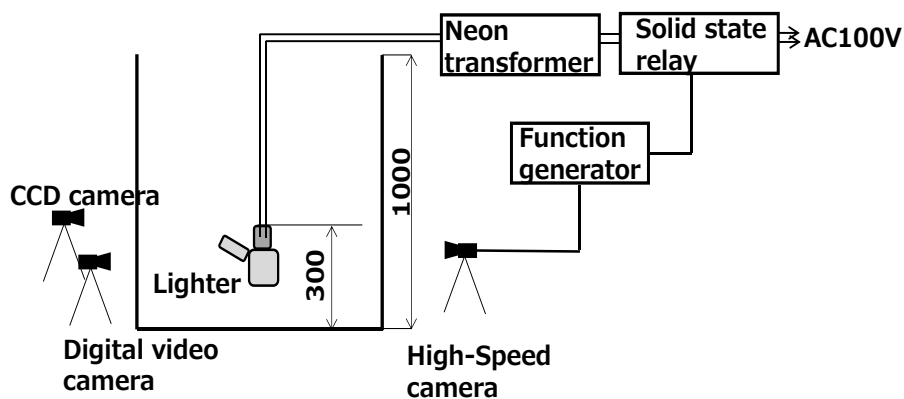 Neon
transformer
Solid state
relay
AC100V
Function
generator
CCD camera
1000
300
Lighter
Digital video
camera
High-Speed
camera